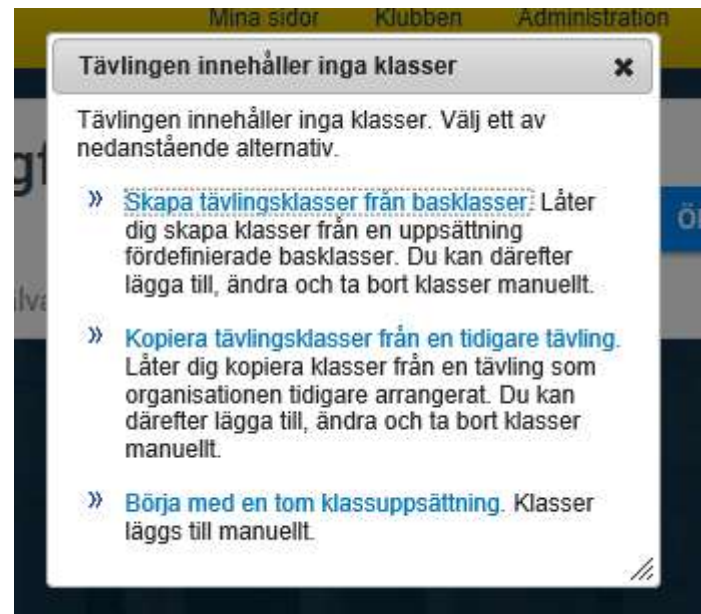 Mina sidor Klubben Administration
Tävlingen innehåller inga klasser
Tävlingen innehåller inga klasser. Välj ett av
nedanstående alternativ.
» Skapa tävlingsklasser från basklasser. Låter
dig skapa klasser från en uppsättning
fördefinierade basklasser. Du kan därefter
lägga till, ändra och ta bort klasser manuellt.
» Kopiera tävlingsklasser från en tidigare tävling.
Låter dig kopiera klasser från en tävling som
organisationen tidigare arrangerat. Du kan
därefter lägga till, ändra och ta bort klasser
manuellt.
» Börja med en tom klassuppsättning. Klasser
läggs till manuellt.